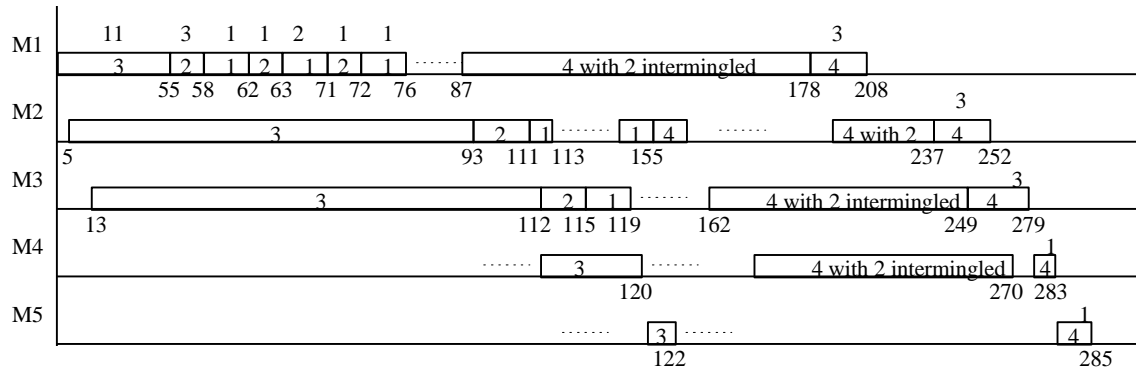 11 3 1 1 2 1 1 3
M1
3 2 1 2 1 2 1 4 with 2 intermingled 4
55 58 62 63 71 72 76 87 178 208
M2 3
3 2 1 1 4 4 with 2 4
5 93 111 113 155 237 252
M3 3
3 2 1 4 with 2 intermingled 4
13 112 115 119 162 249 279
M4 1
3 4 with 2 intermingled 4
120 270 283
M5 1
3 4
122 285